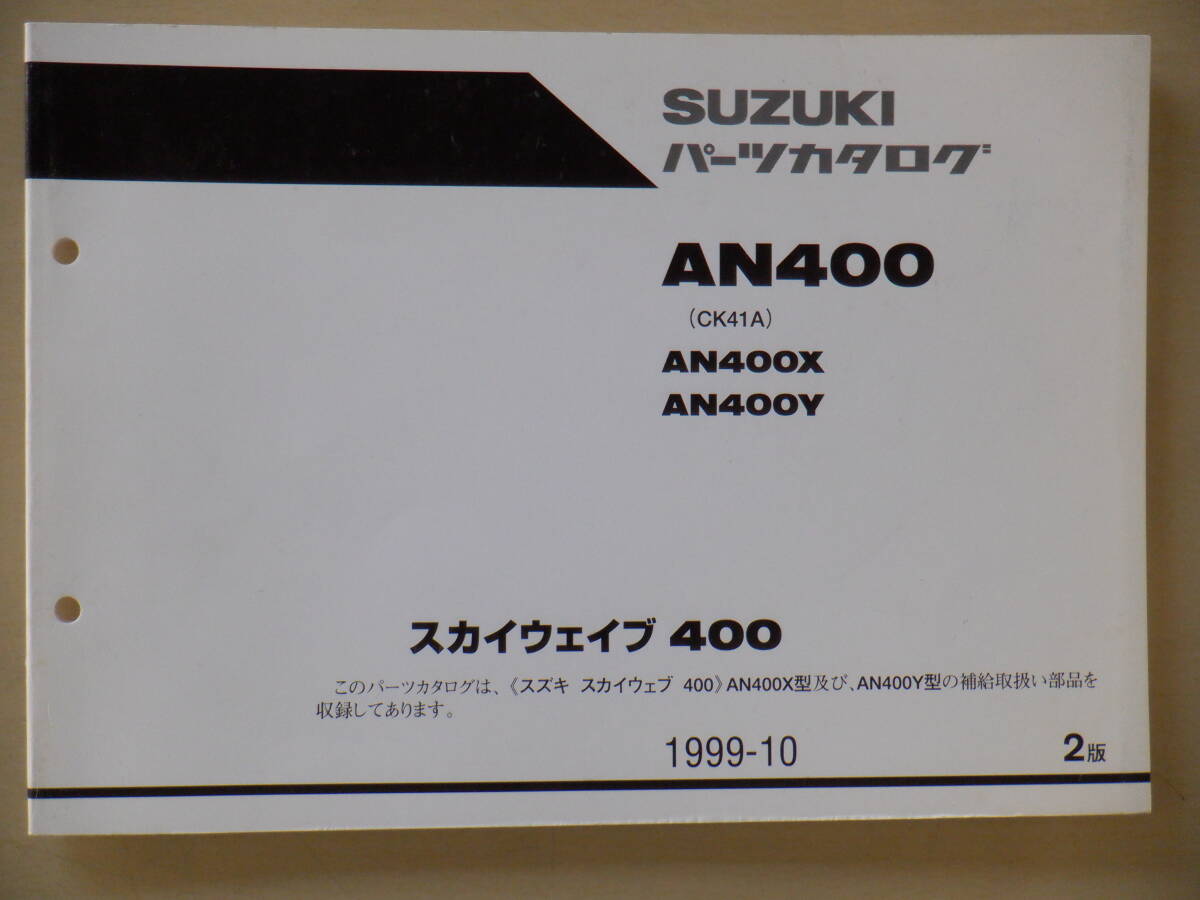 SUZUKI
パーツカタログ
AN400
（CK41A）
AN400X
AN400Y
スカイウェイブ 400
このパーツカタログは、《スズキ スカイウェブ 400》AN400X型及び、AN400Y型の補給取扱い部品を
収録してあります。
1999-10
2版